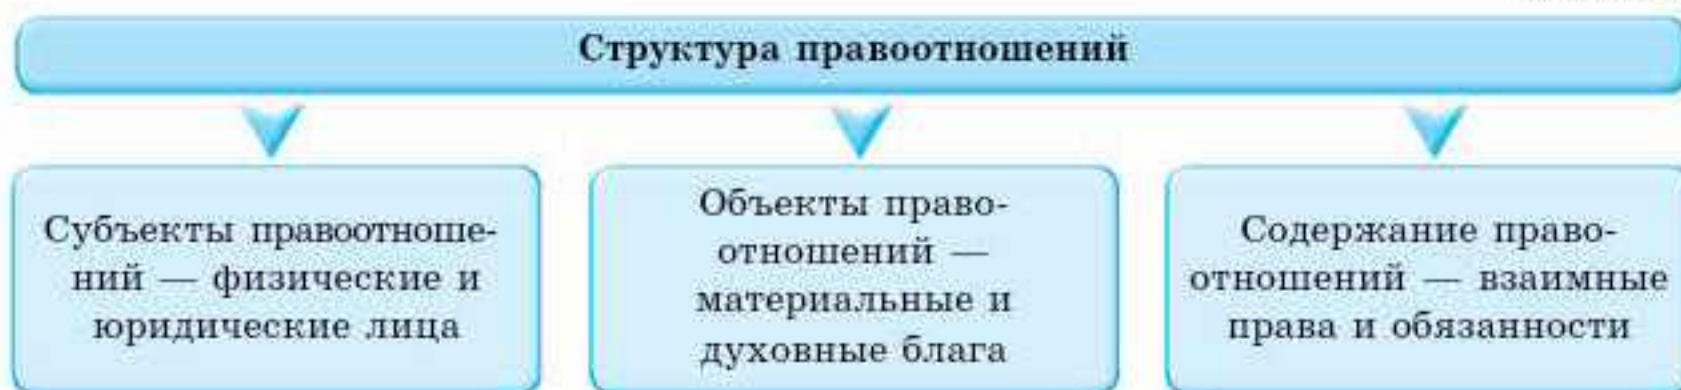 Структура правоотношений
Субъекты правоотноше-
ний — физические и
юридические лица
Объекты право-
отношений —
материальные и
духовные блага
Содержание право-
отношений — взаимные
права и обязанности